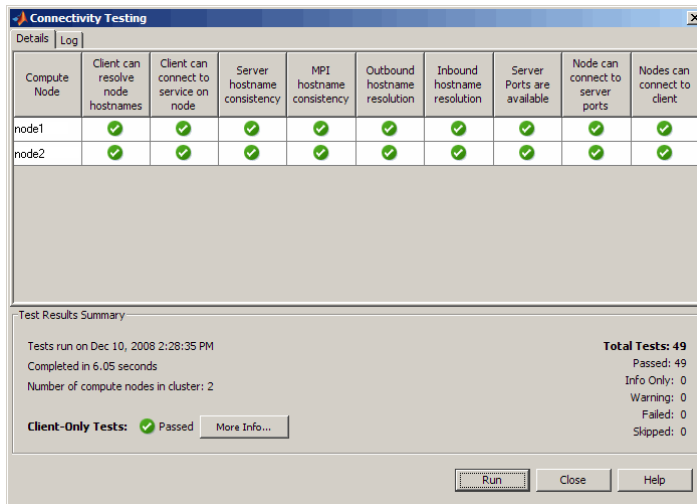 Connectivity Testing
Details
Log
Compute Node
Client can resolve node hostnames
Client can connect to service on node
Server hostname consistency
MPI hostname consistency
Outbound hostname resolution
Inbound hostname resolution
Server Ports are available
Node can connect to server ports
Nodes can connect to client
node1
node2
Test Results Summary
Tests run on Dec 10, 2008 2:28:35 PM
Completed in 6.05 seconds
Number of compute nodes in cluster: 2
Client-Only Tests: Passed More Info...
Total Tests: 49
Passed: 49
Info Only: 0
Warning: 0
Failed: 0
Skipped: 0
Run
Close
Help